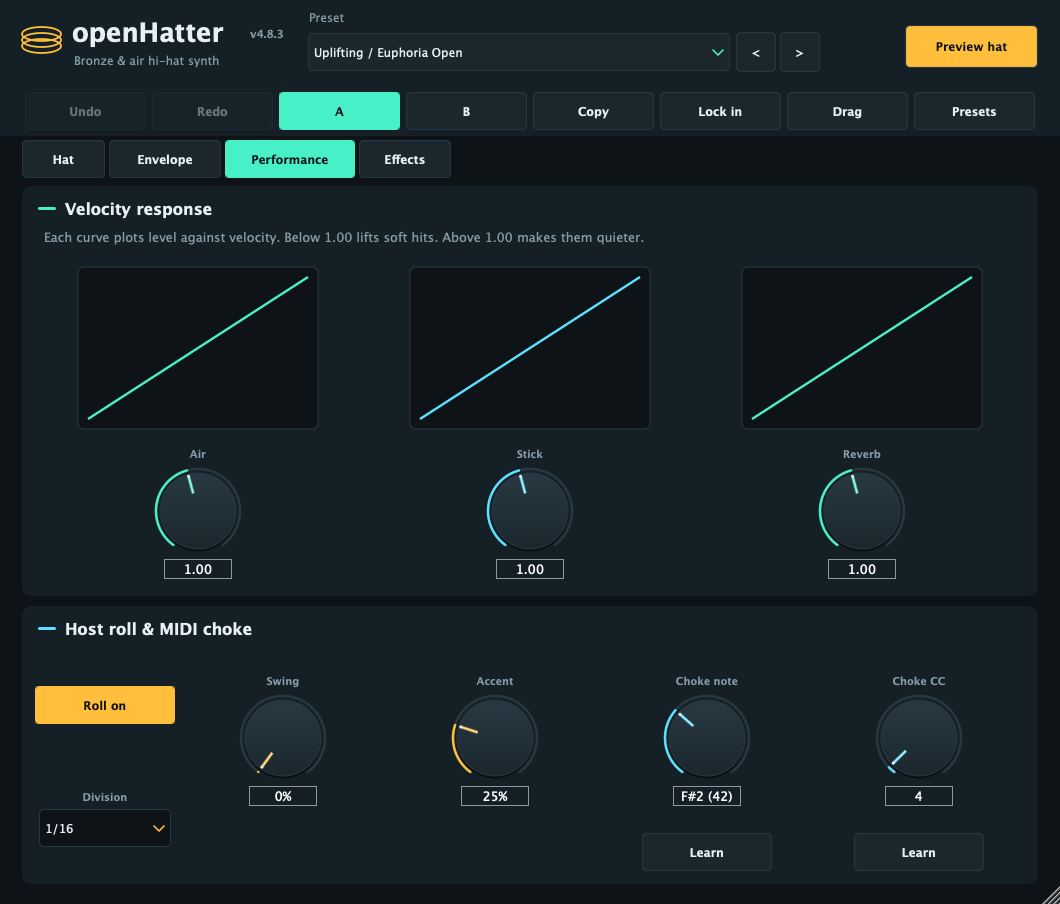 openHatter
v4.8.3
Bronze & air hi-hat synth
Preset
Uplifting / Euphoria Open
<
>
Preview hat
Undo
Redo
A
B
Copy
Lock in
Drag
Presets
Hat
Envelope
Performance
Effects
Velocity response
Each curve plots level against velocity. Below 1.00 lifts soft hits. Above 1.00 makes them quieter.
Air
Stick
Reverb
1.00
1.00
1.00
Host roll & MIDI choke
Roll on
Swing
Accent
Choke note
Choke CC
0%
25%
F#2 (42)
4
Division
1/16
Learn
Learn